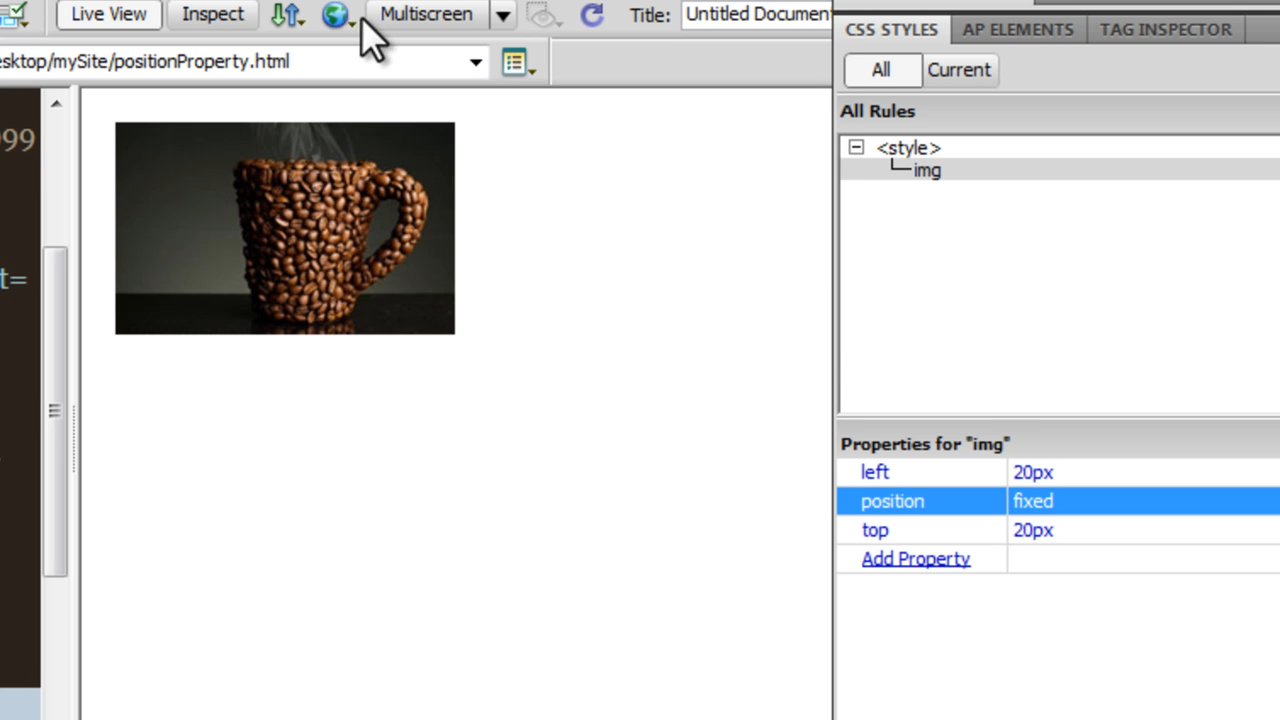 Live View Inspect Multiscreen Title: Untitled Documen
esktop/mySite/positionProperty.html
999
t=
CSS STYLES AP ELEMENTS TAG INSPECTOR
All Current
All Rules
<style>
img
Properties for "img"
left 20px
position fixed
top 20px
Add Property